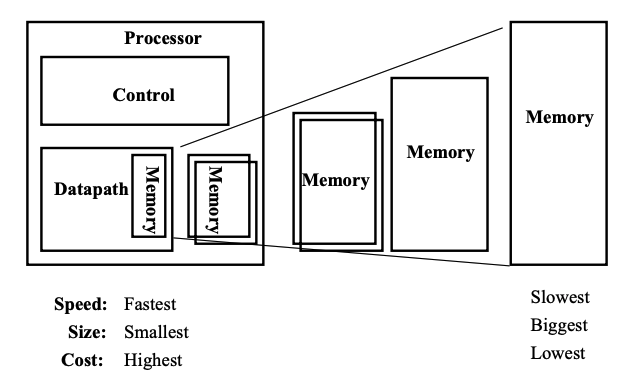 Processor
Control
Datapath
Memory
Memory
Memory
Memory
Memory
Speed: Fastest
Size: Smallest
Cost: Highest
Slowest
Biggest
Lowest